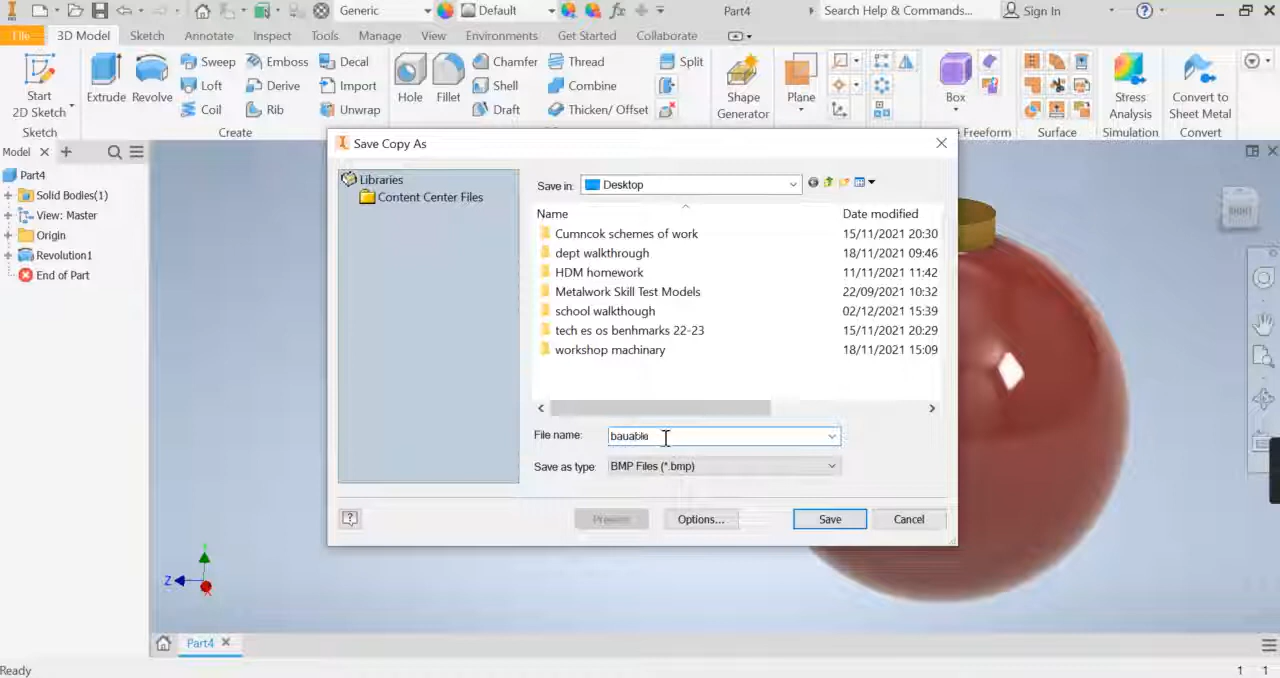 Generic
Default
Part4
Search Help & Commands...
Sign In
File
3D Model
Sketch
Annotate
Inspect
Tools
Manage
View
Environments
Get Started
Collaborate
Start
2D Sketch
Sketch
Extrude
Revolve
Sweep
Loft
Coil
Emboss
Derive
Rib
Decal
Import
Wrap
Create
Hole
Fillet
Chamfer
Shell
Draft
Thread
Combine
Thicken/ Offset
Split
Shape
Generator
Plane
Box
Freeform
Surface
Stress
Analysis
Simulation
Convert to
Sheet Metal
Convert
Model
Part4
Solid Bodies(1)
View: Master
Origin
Revolution1
End of Part
Save Copy As
Libraries
Content Center Files
Save in:
Desktop
Name
Date modified
Cumncok schemes of work
15/11/2021 20:30
dept walkthrough
18/11/2021 09:46
HDM homework
11/11/2021 11:42
Metalwork Skill Test Models
22/09/2021 10:32
school walkthough
02/12/2021 15:39
tech es os benhmarks 22-23
15/11/2021 20:29
workshop machinary
18/11/2021 15:09
File name:
bauable
Save as type:
BMP Files (*.bmp)
Options...
Save
Cancel
Z
Part4
Ready
1 1